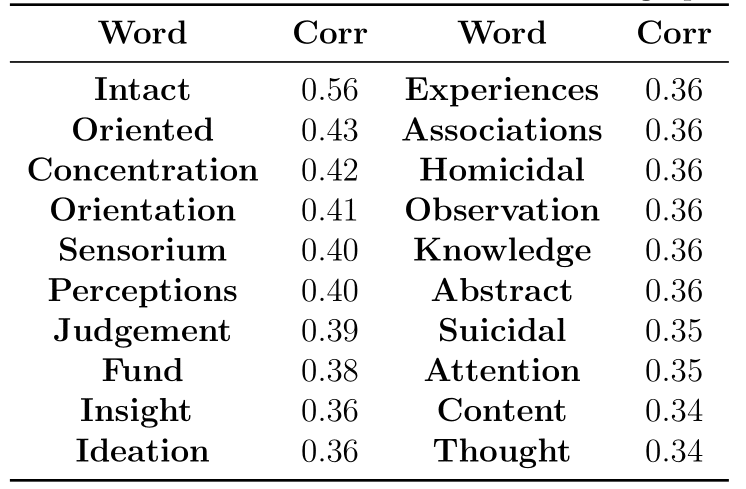 Word Corr Word Corr
Intact 0.56 Experiences 0.36
Oriented 0.43 Associations 0.36
Concentration 0.42 Homicidal 0.36
Orientation 0.41 Observation 0.36
Sensorium 0.40 Knowledge 0.36
Perceptions 0.40 Abstract 0.36
Judgement 0.39 Suicidal 0.35
Fund 0.38 Attention 0.35
Insight 0.36 Content 0.34
Ideation 0.36 Thought 0.34